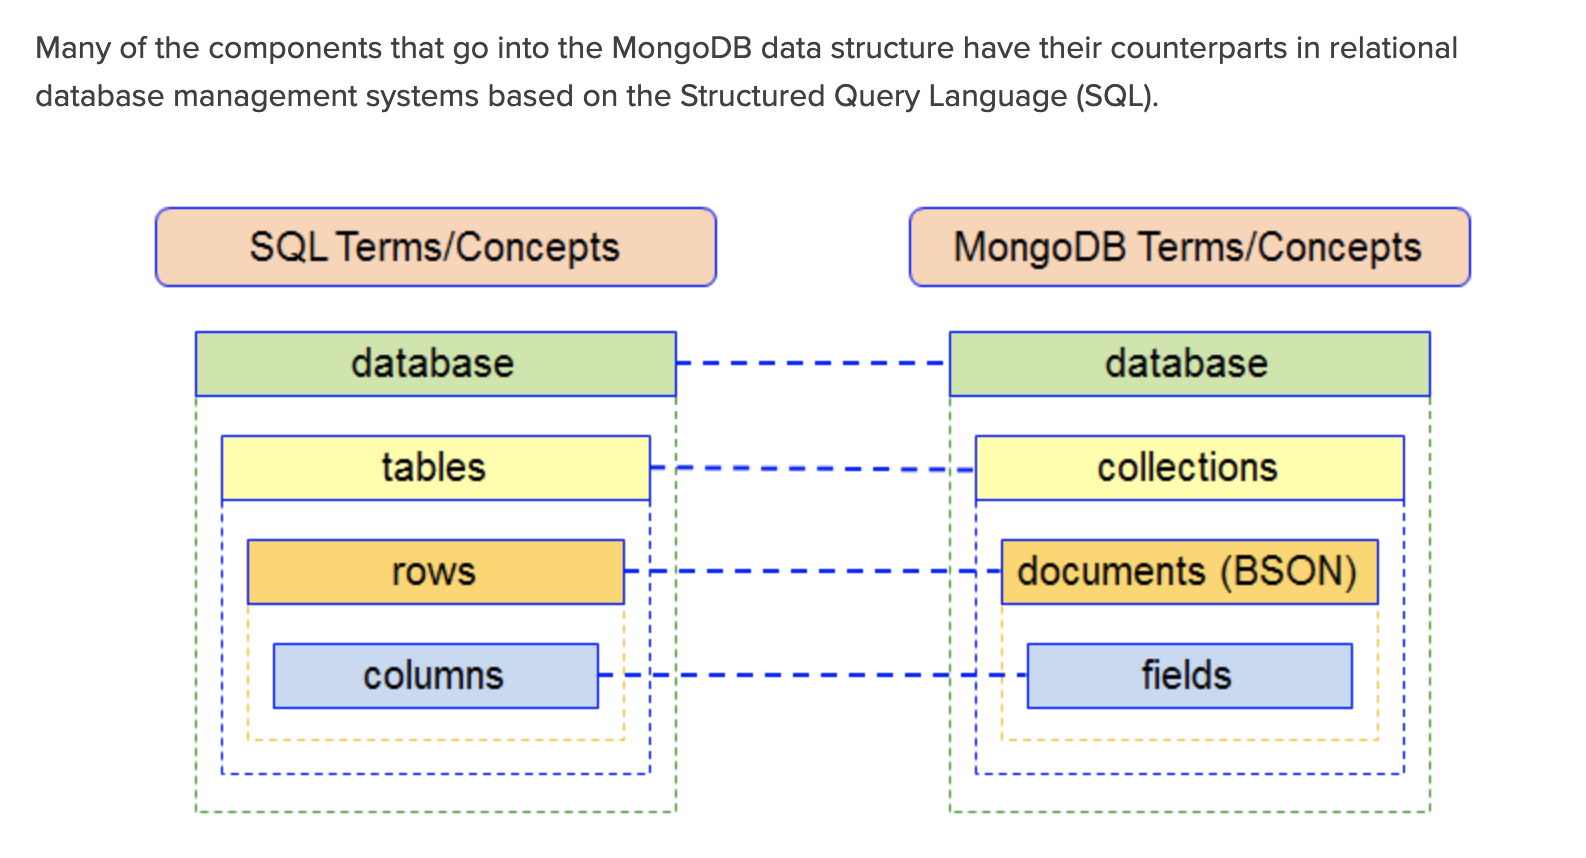 Many of the components that go into the MongoDB data structure have their counterparts in relational
database management systems based on the Structured Query Language (SQL).
SQL Terms/Concepts
MongoDB Terms/Concepts
database
database
tables
collections
rows
documents (BSON)
columns
fields